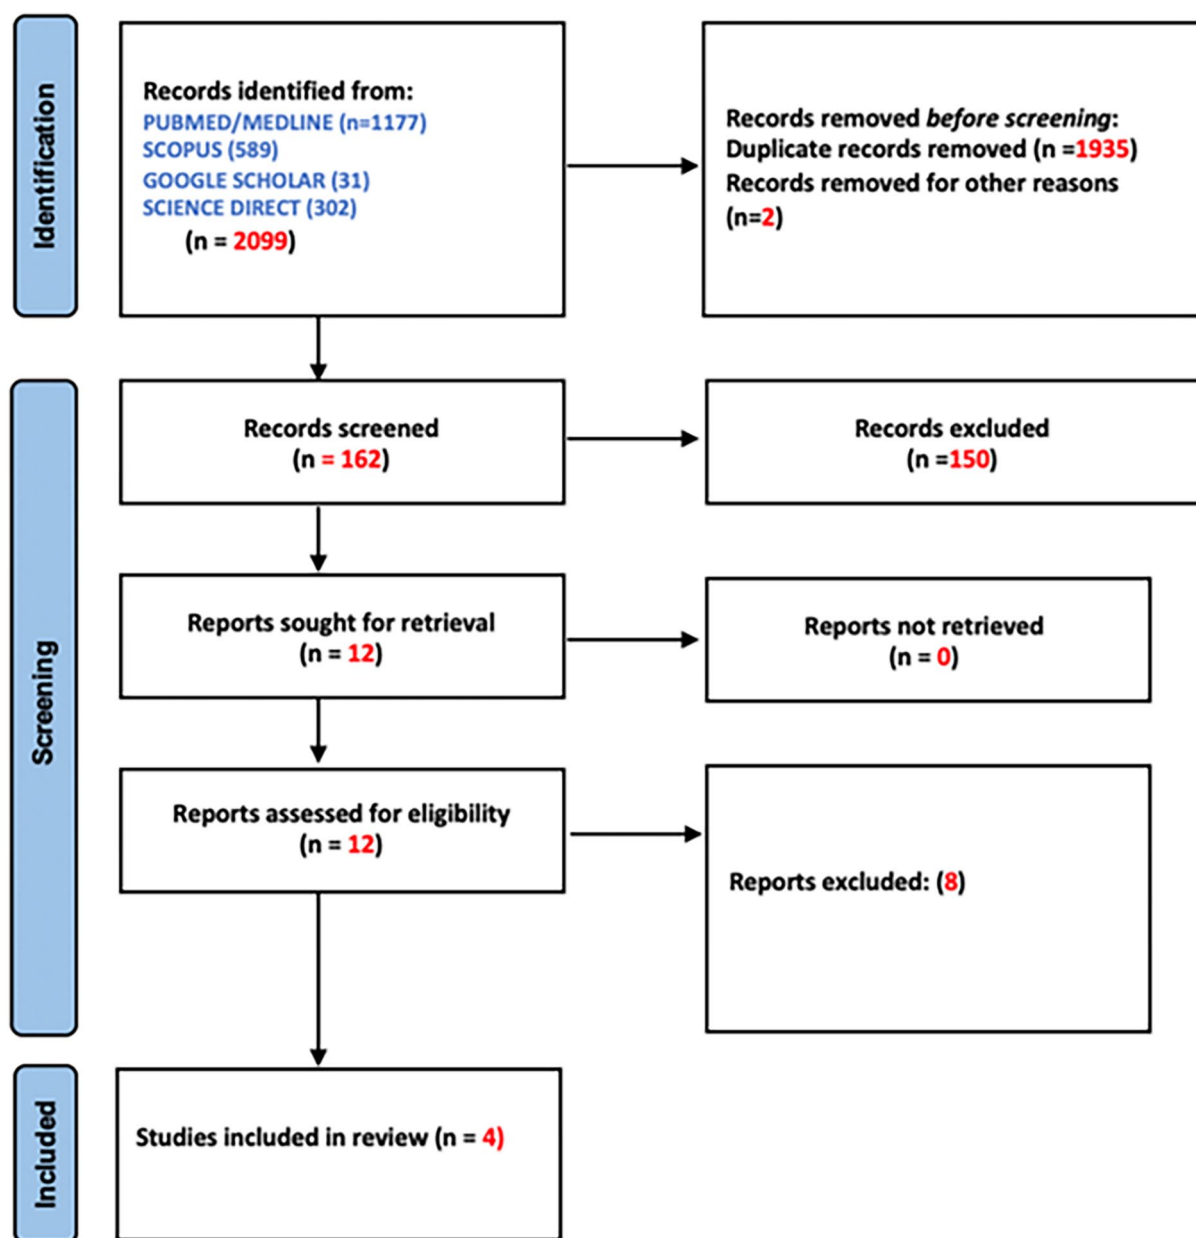 Identification
Records identified from:
PUBMED/MEDLINE (n=1177)
SCOPUS (589)
GOOGLE SCHOLAR (31)
SCIENCE DIRECT (302)
(n = 2099)
Records removed before screening:
Duplicate records removed (n =1935)
Records removed for other reasons
(n=2)
Screening
Records screened
(n = 162)
Records excluded
(n =150)
Reports sought for retrieval
(n = 12)
Reports not retrieved
(n = 0)
Reports assessed for eligibility
(n = 12)
Reports excluded: (8)
Included
Studies included in review (n = 4)